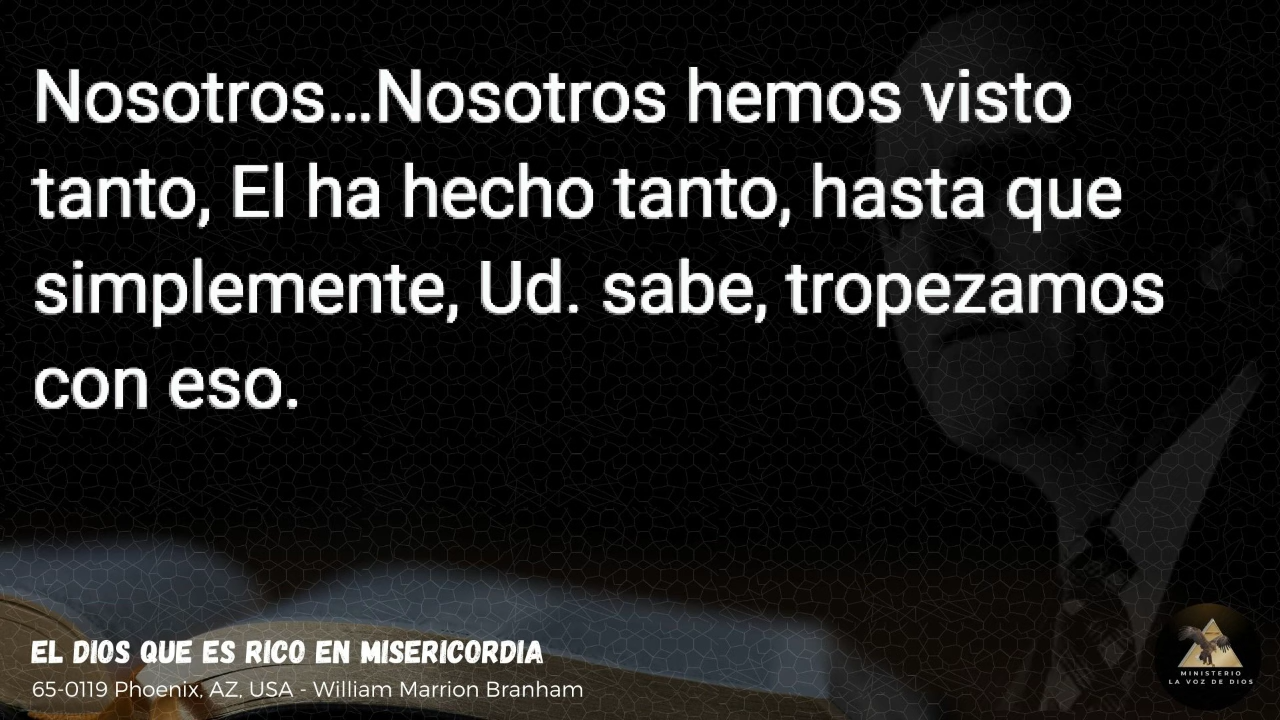 Nosotros...Nosotros hemos visto
tanto, El ha hecho tanto, hasta que
simplemente, Ud. sabe, tropezamos
con eso.
EL DIOS QUE ES RICO EN MISERICORDIA
65-0119 Phoenix, AZ, USA - William Marrion Branham
MINISTERIO
LA VOZ DE DIOS